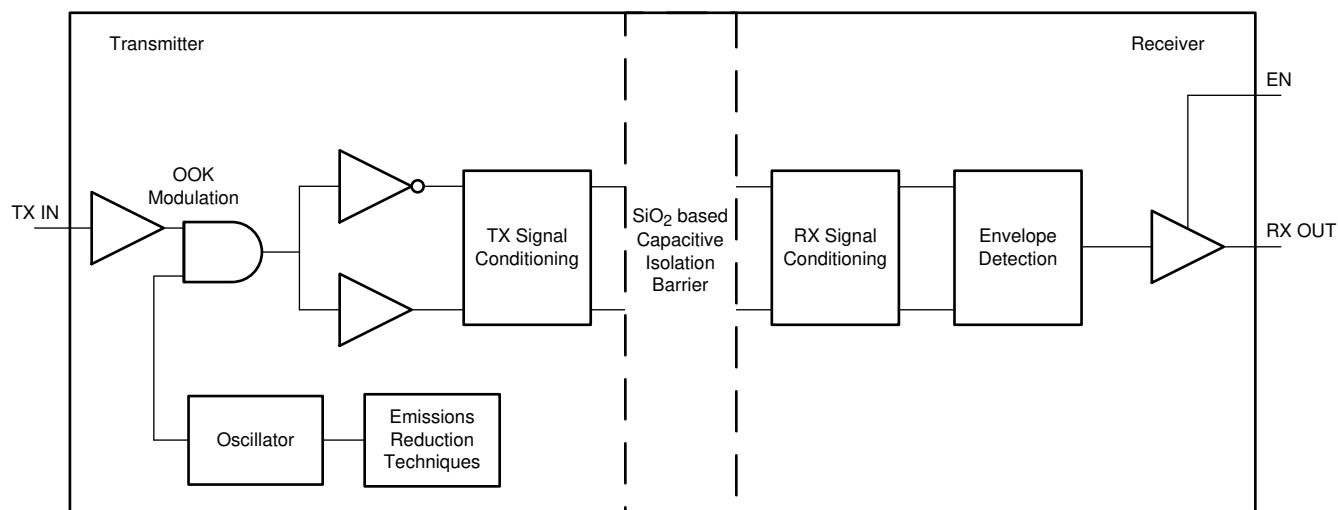 Transmitter
Receiver
EN
OOK
Modulation
TX IN
TX Signal
Conditioning
SiO₂ based
Capacitive
Isolation
Barrier
RX Signal
Conditioning
Envelope
Detection
RX OUT
Oscillator
Emissions
Reduction
Techniques